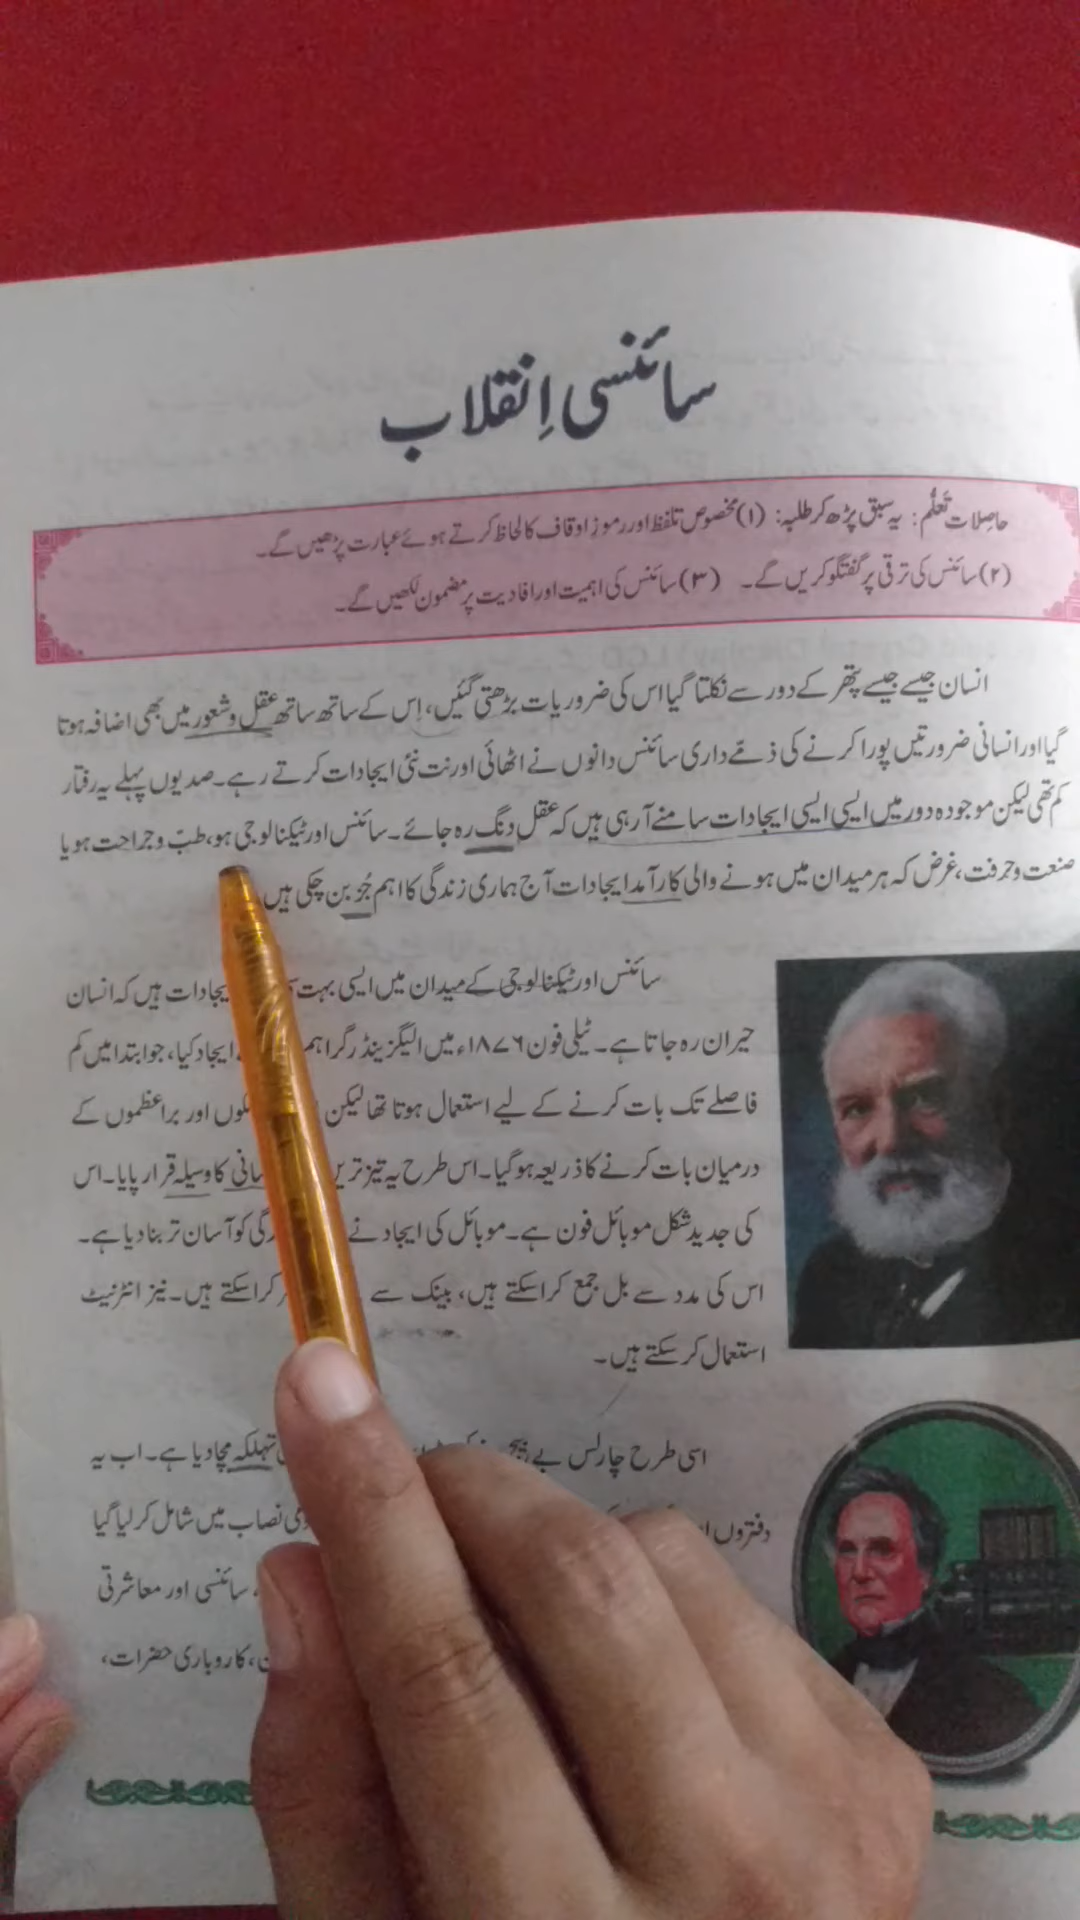 سائنسی اِنقلاب
حاصلاتِ تعلّم: یہ سبق پڑھ کر طلبہ: (۱) مخصوص تلفظ اور رموزِ اوقاف کا لحاظ کرتے ہوئے عبارت پڑھیں گے۔
(۲) سائنس کی ترقی پر گفتگو کریں گے۔ (۳) سائنس کی اہمیت اور افادیت پر مضمون لکھیں گے۔
انسان جیسے جیسے پتھر کے دور سے نکلتا گیا اس کی ضروریات بڑھتی گئیں، اِس کے ساتھ ساتھ عقل و شعور میں بھی اضافہ ہوتا
گیا اور انسانی ضرورتیں پورا کرنے کی ذمّے داری سائنس دانوں نے اٹھائی اور نت نئی ایجادات کرتے رہے۔ صدیوں پہلے یہ رفتار
کم تھی لیکن موجودہ دور میں ایسی ایسی ایجادات سامنے آ رہی ہیں کہ عقل دنگ رہ جائے۔ سائنس اور ٹیکنالوجی ہو، طبّ و جراحت ہو یا
صنعت و حرفت، غرض کہ ہر میدان میں ہونے والی کارآمد ایجادات آج ہماری زندگی کا اہم جُز بن چکی ہیں
سائنس اور ٹیکنالوجی کے میدان میں ایسی بہت ایجادات ہیں کہ انسان
حیران رہ جاتا ہے۔ ٹیلی فون ۱۸۷۶ء میں الیگزینڈر گراہم ایجاد کیا، جو ابتدا میں کم
فاصلے تک بات کرنے کے لیے استعمال ہوتا تھا لیکن اور براعظموں کے
درمیان بات کرنے کا ذریعہ ہوگیا۔ اس طرح یہ تیز ترین کا وسیلہ قرار پایا۔ اس
کی جدید شکل موبائل فون ہے۔ موبائل کی ایجاد نے کو آسان تر بنا دیا ہے۔
اس کی مدد سے بل جمع کراسکتے ہیں، بینک سے کراسکتے ہیں۔ نیز انٹرنیٹ
استعمال کرسکتے ہیں۔
اسی طرح چارلس بے بیج تہلکہ مچا دیا ہے۔ اب یہ
دفتروں نصاب میں شامل کر لیا گیا
سائنسی اور معاشرتی
کاروباری حضرات،